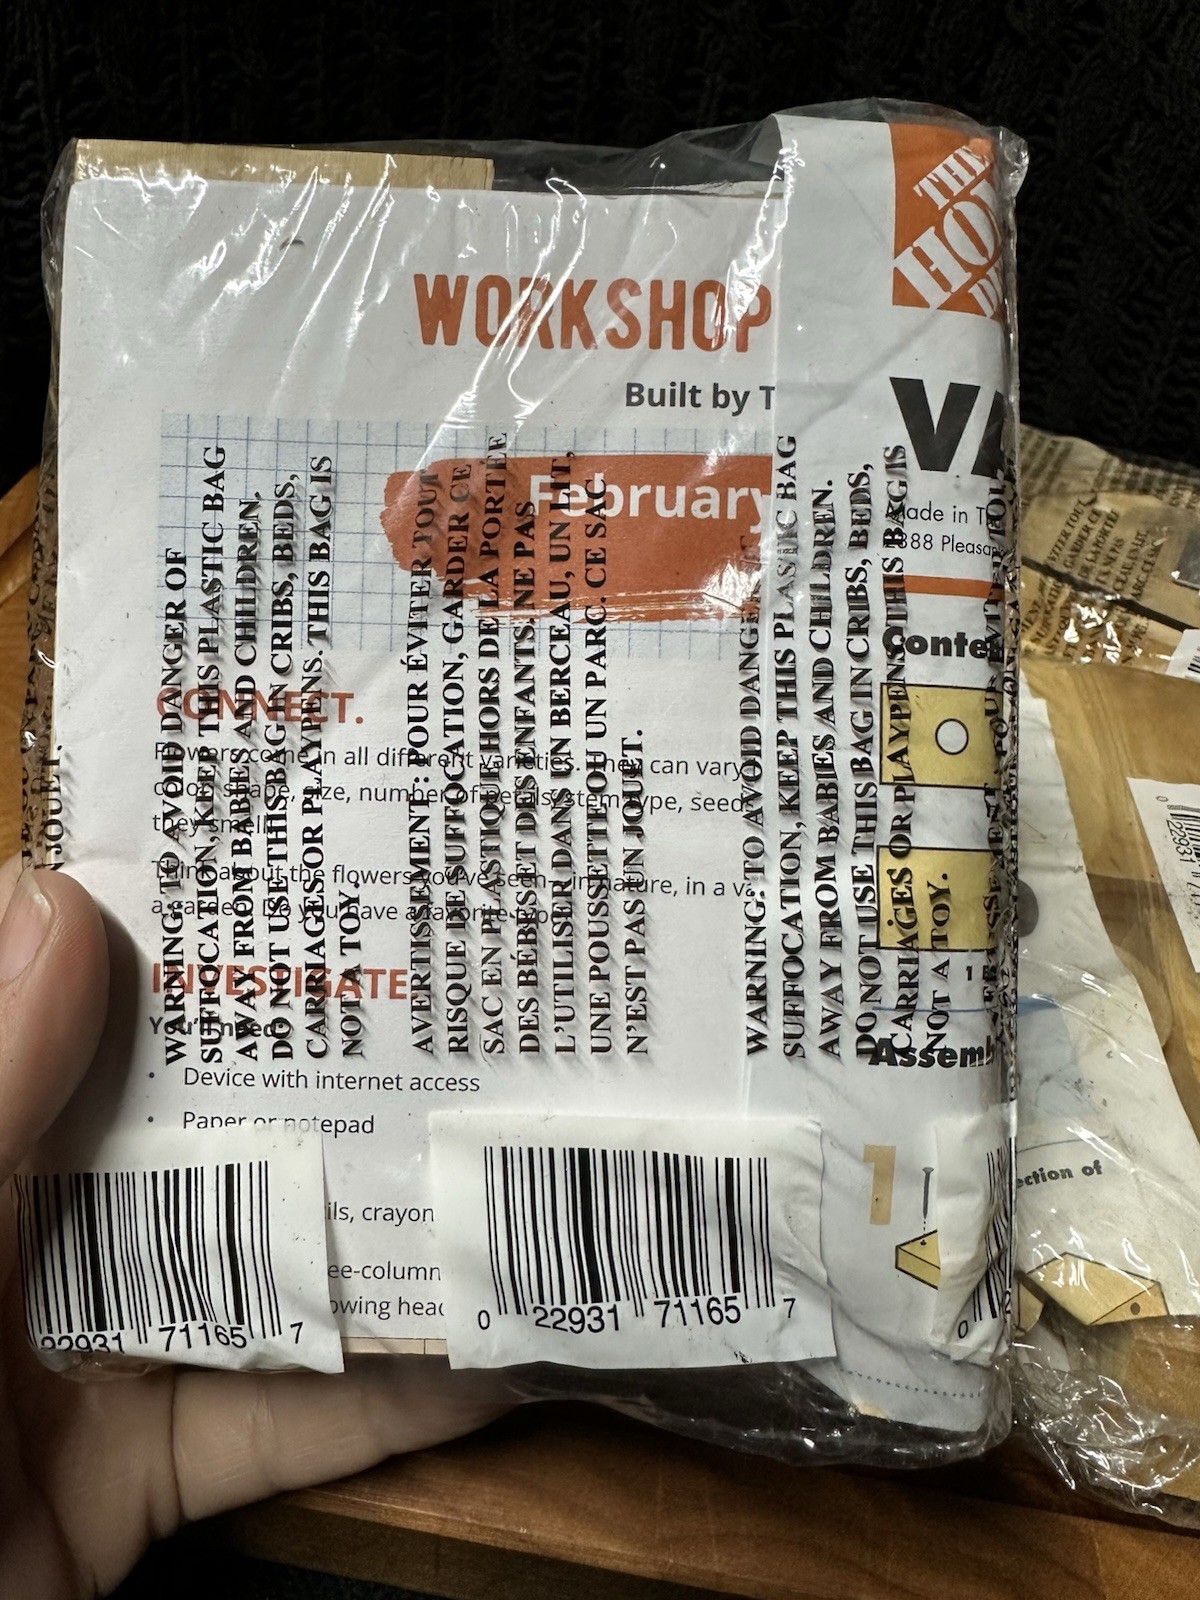 THE
HO
DE
WORKSHOP
Built by T
February
VA
Made in T
888 Pleasan
Conte
CONNECT.
Flowers come in all different varieties. They can vary
color, shape, size, number of petals, stem type, seed
they smell.
Think about the flowers you've seen in nature, in a va
Do you have a favorite type
INVESTIGATE
You'll need:
• Device with internet access
• Paper or notepad
ils, crayon
ee-column
owing head
Assemb
1
WARNING: TO AVOID DANGER OF
SUFFOCATION, KEEP THIS PLASTIC BAG
AWAY FROM BABIES AND CHILDREN.
DO NOT USE THIS BAG IN CRIBS, BEDS,
CARRIAGES OR PLAYPENS. THIS BAG IS
NOT A TOY.
AVERTISSEMENT : POUR ÉVITER TOUT
RISQUE DE SUFFOCATION, GARDER CE
SAC EN PLASTIQUE HORS DE LA PORTÉE
DES BÉBÉS ET DES ENFANTS. NE PAS
L'UTILISER DANS UN BERCEAU, UN LIT,
UNE POUSSETTE OU UN PARC. CE SAC
N'EST PAS UN JOUET.
WARNING: TO AVOID DANGER OF
SUFFOCATION, KEEP THIS PLASTIC BAG
AWAY FROM BABIES AND CHILDREN.
DO NOT USE THIS BAG IN CRIBS, BEDS,
CARRIAGES OR PLAYPENS. THIS BAG IS
NOT A TOY.
N JOUET.
22931 71165 7
0 22931 71165 7
0
ection of